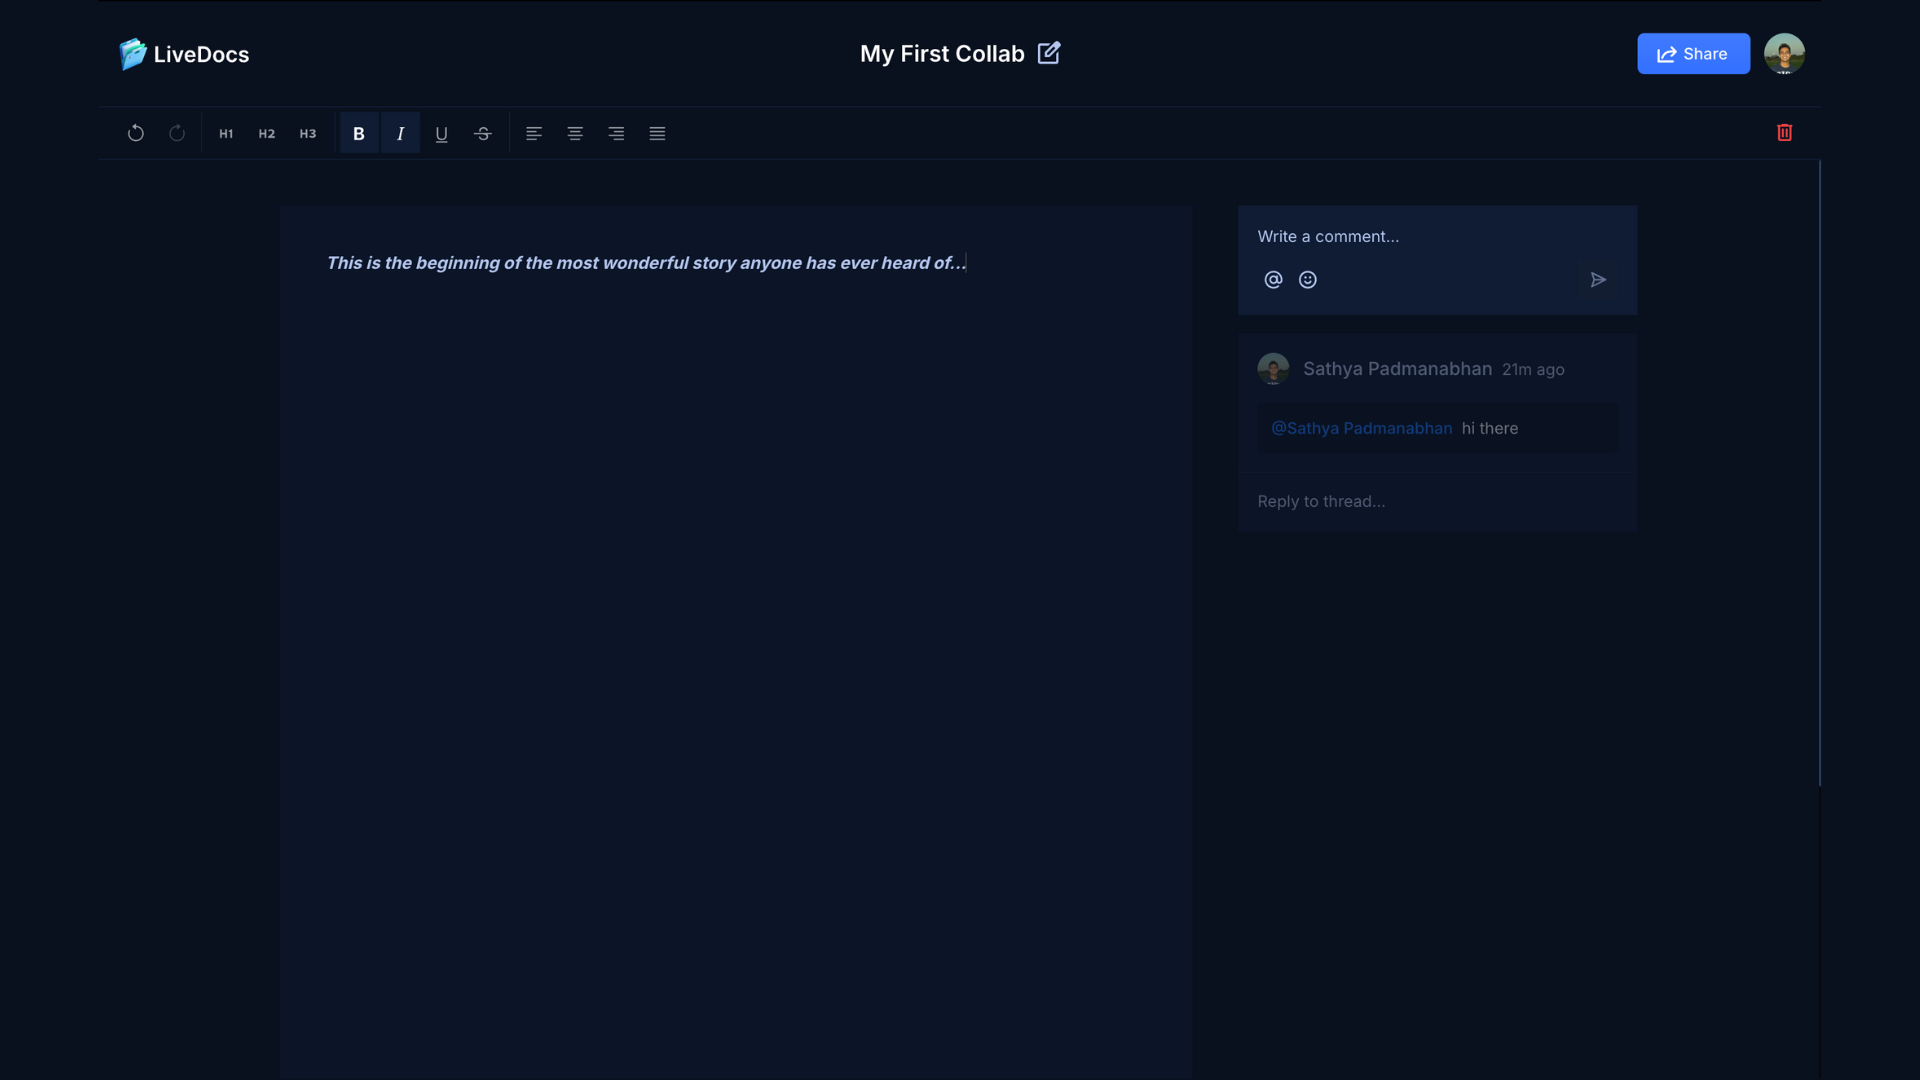 LiveDocs
My First Collab
Share
H1 H2 H3 B I U S
This is the beginning of the most wonderful story anyone has ever heard of...
Write a comment…
@
Sathya Padmanabhan 21m ago
@Sathya Padmanabhan hi there
Reply to thread…